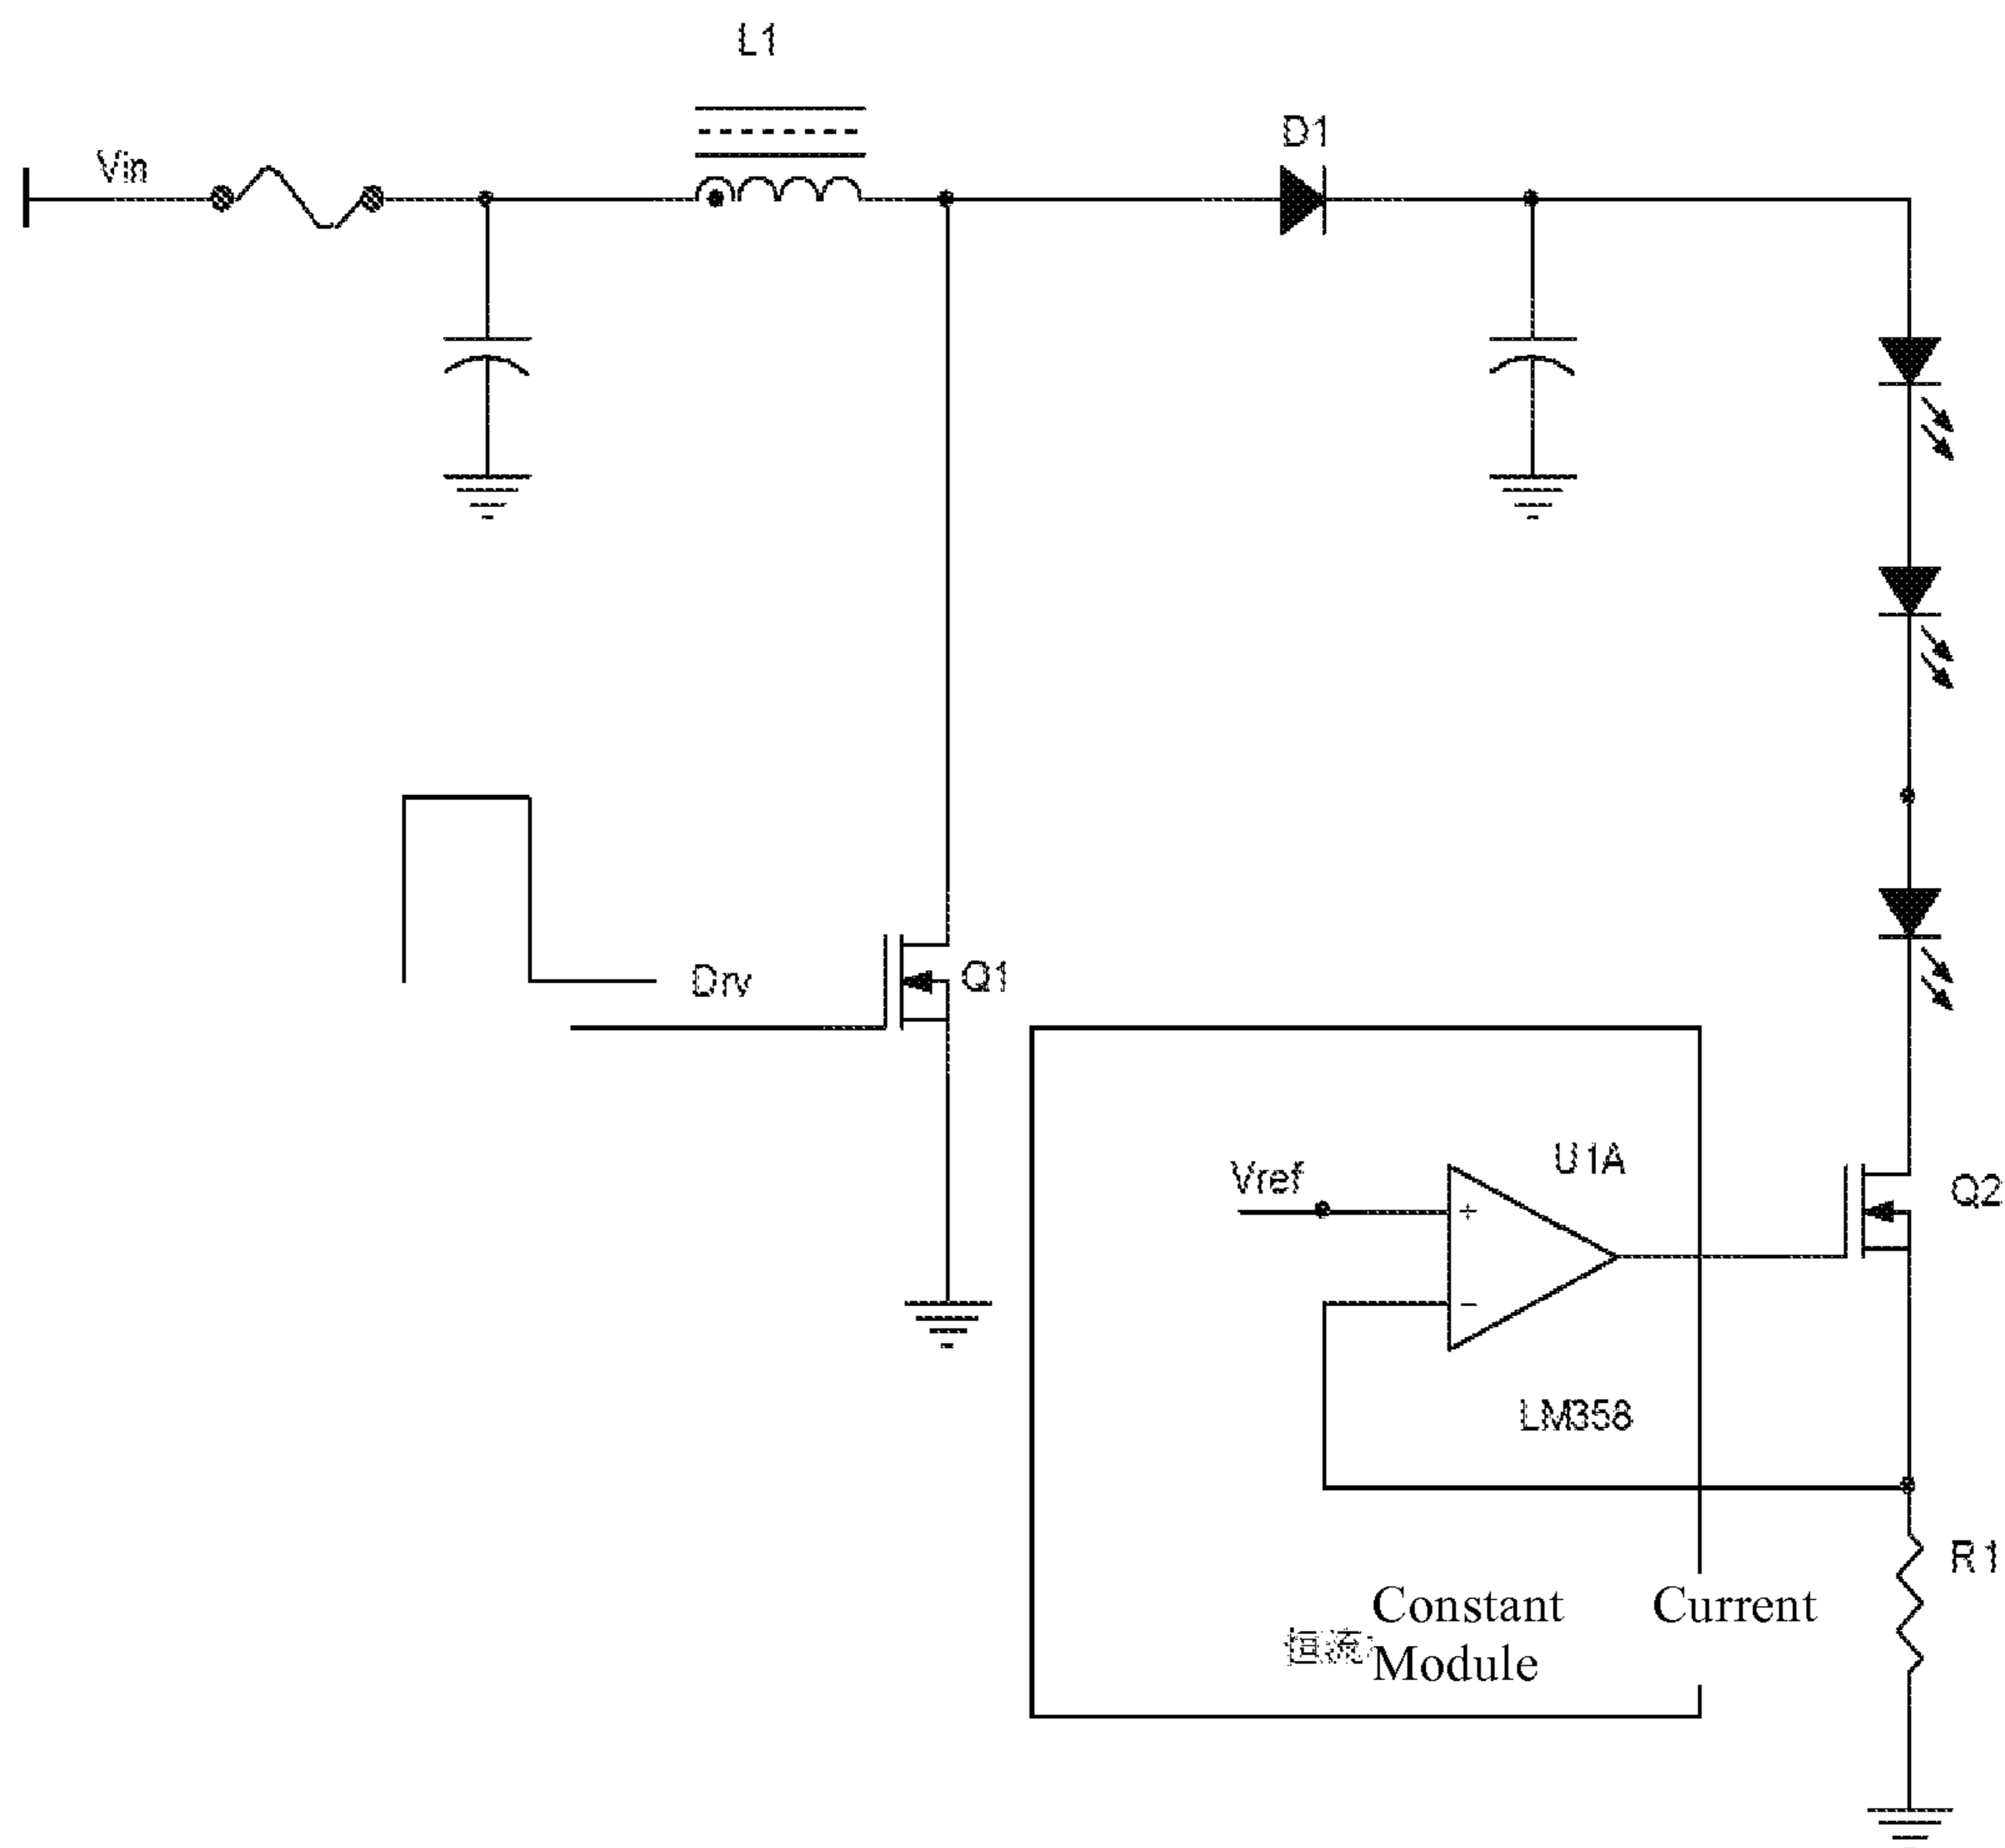 L1
D1
Vin
Drv
Q1
U1A
Vref
+
Q2
−
LM358
R1
Constant Current
恒流 Module